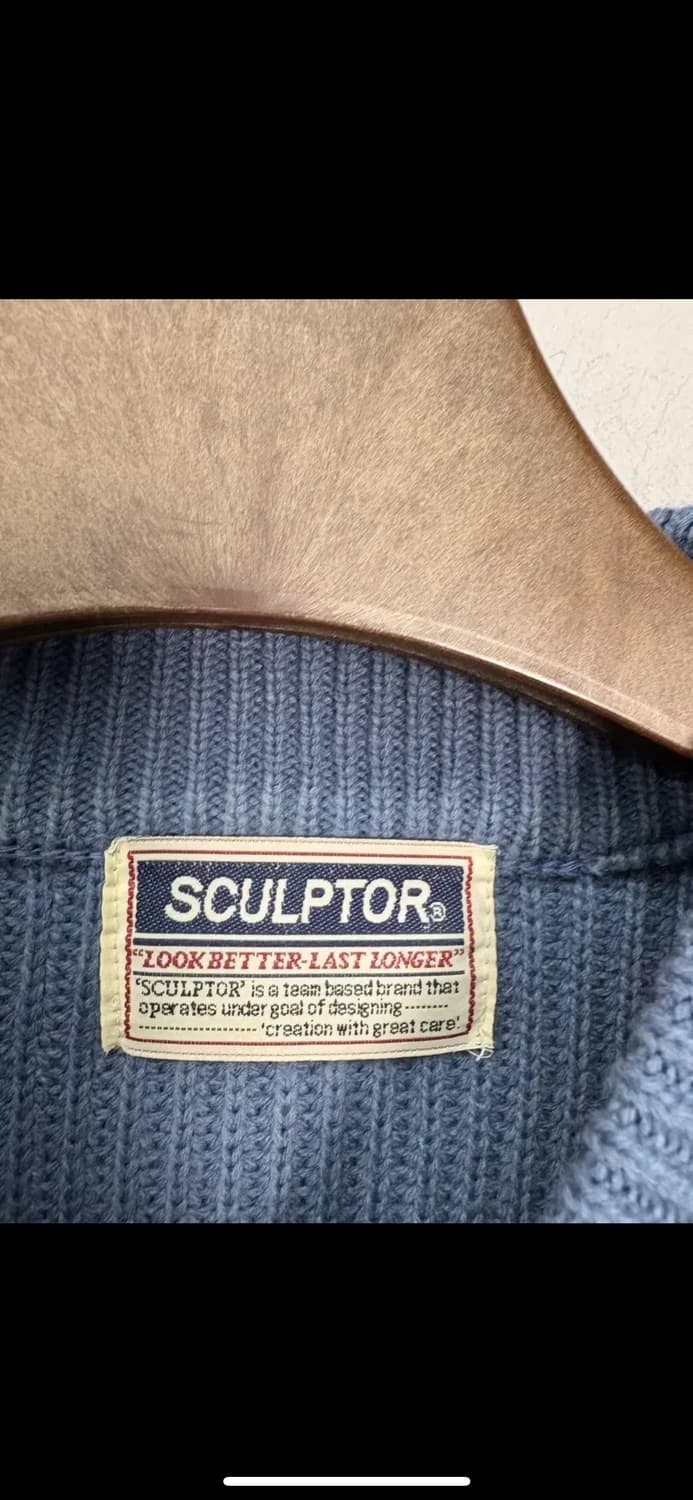 SCULPTOR®
"LOOK BETTER-LAST LONGER"
'SCULPTOR' is a team based brand that
operates under goal of designing --------
-------------------- 'creation with great care'.